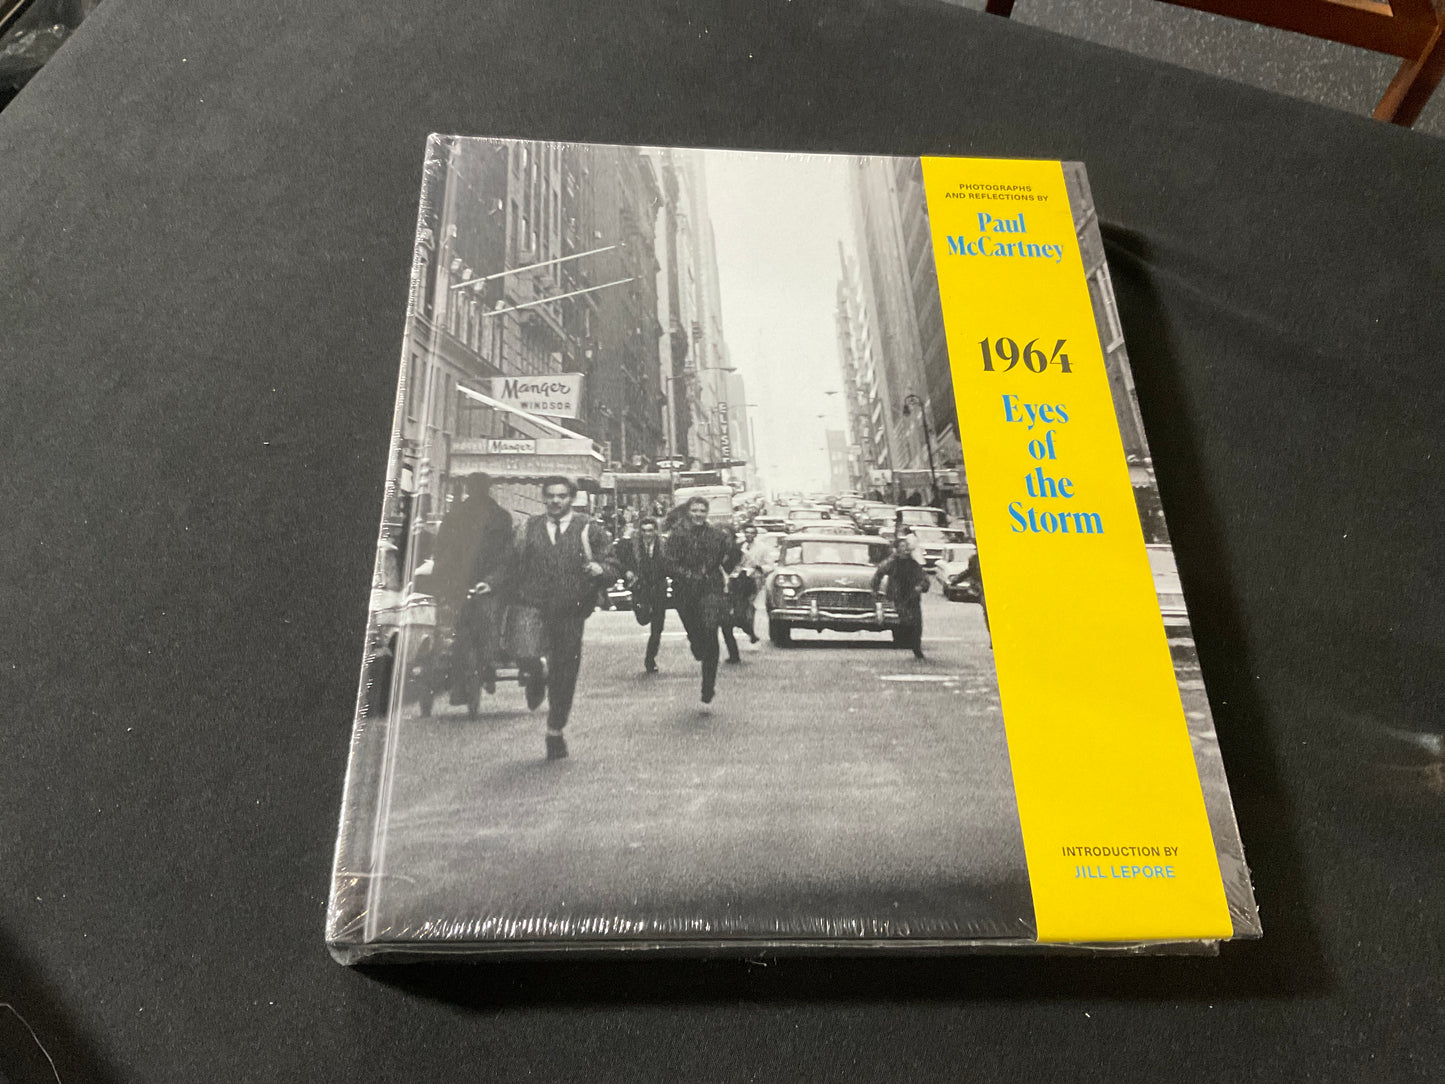 PHOTOGRAPHS
AND REFLECTIONS BY
Paul
McCartney
1964
Eyes
of
the
Storm
INTRODUCTION BY
JILL LEPORE
Manger
WINDSOR
Manger